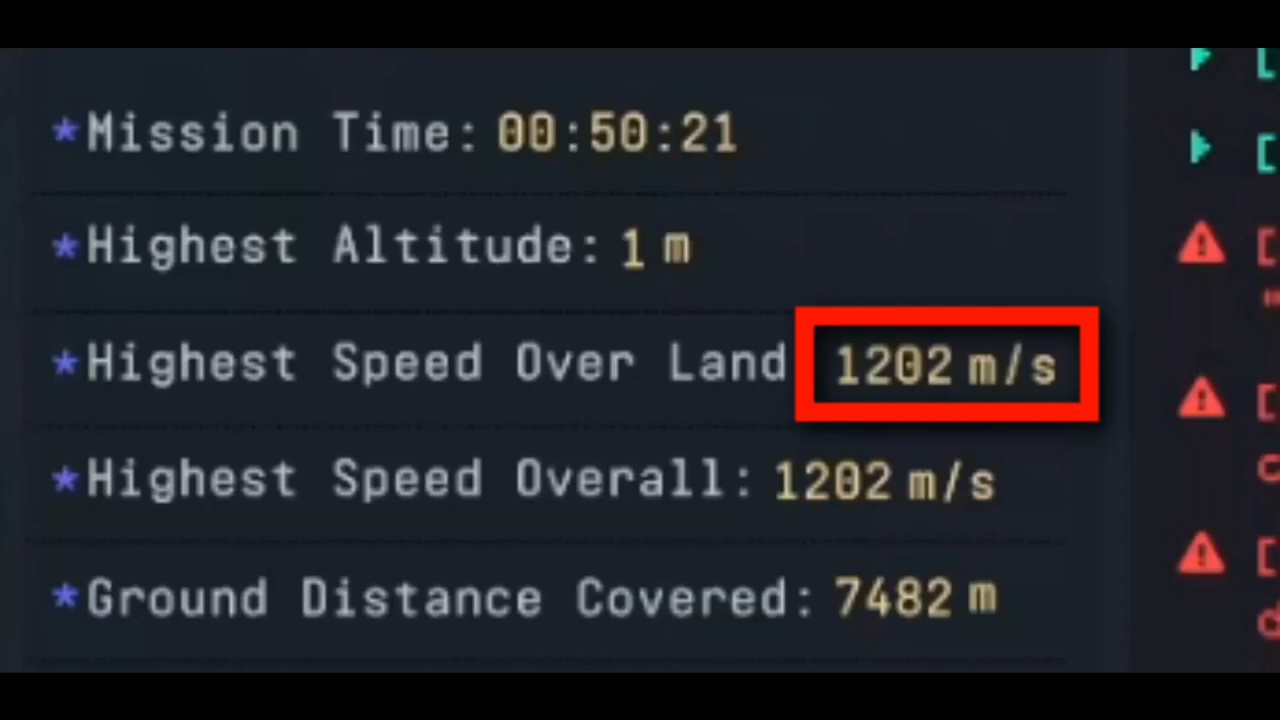 *Mission Time: 00:50:21
*Highest Altitude: 1 m
*Highest Speed Over Land 1202 m/s
*Highest Speed Overall: 1202 m/s
*Ground Distance Covered: 7482 m